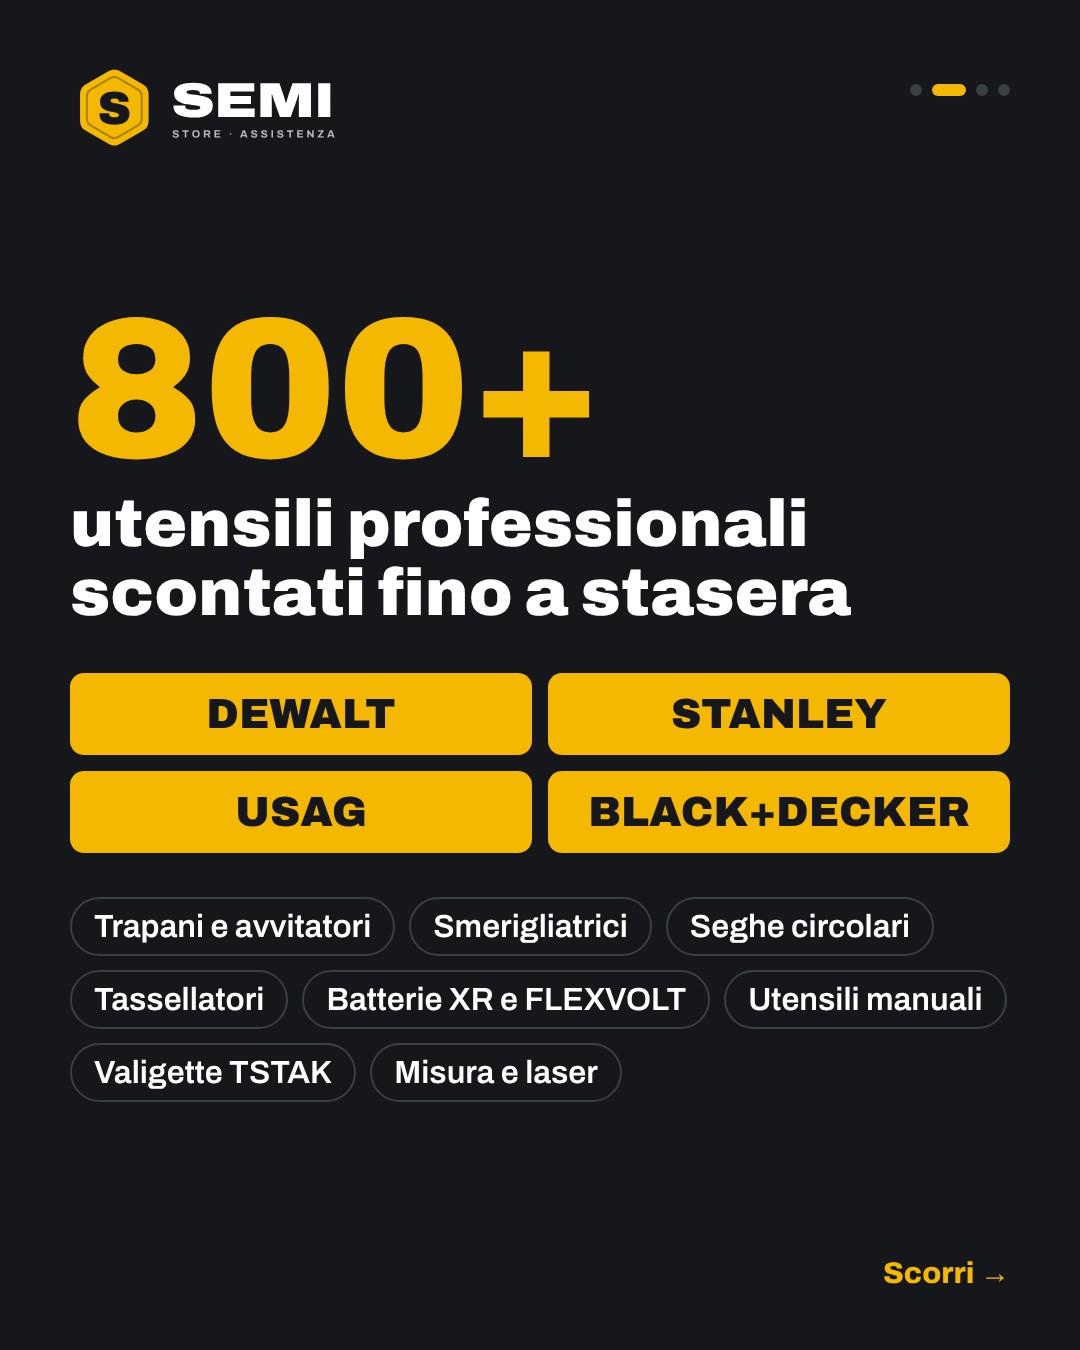 S
SEMI
STORE · ASSISTENZA
800+
utensili professionali
scontati fino a stasera
DEWALT
STANLEY
USAG
BLACK+DECKER
Trapani e avvitatori
Smerigliatrici
Seghe circolari
Tassellatori
Batterie XR e FLEXVOLT
Utensili manuali
Valigette TSTAK
Misura e laser
Scorri →